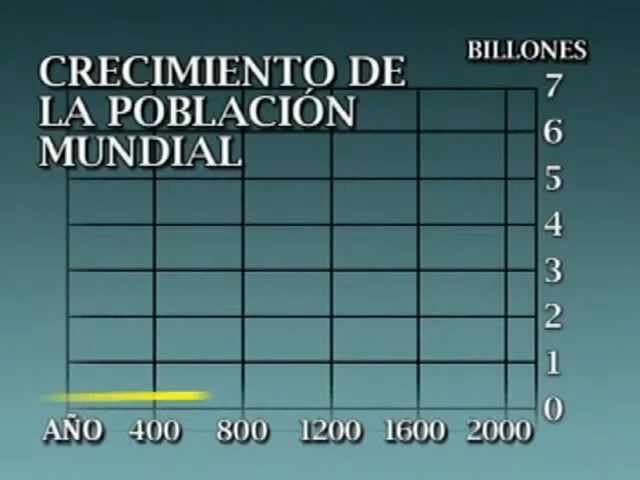 CRECIMIENTO DE
LA POBLACIÓN
MUNDIAL
BILLONES
7
6
5
4
3
2
1
0
AÑO 400 800 1200 1600 2000